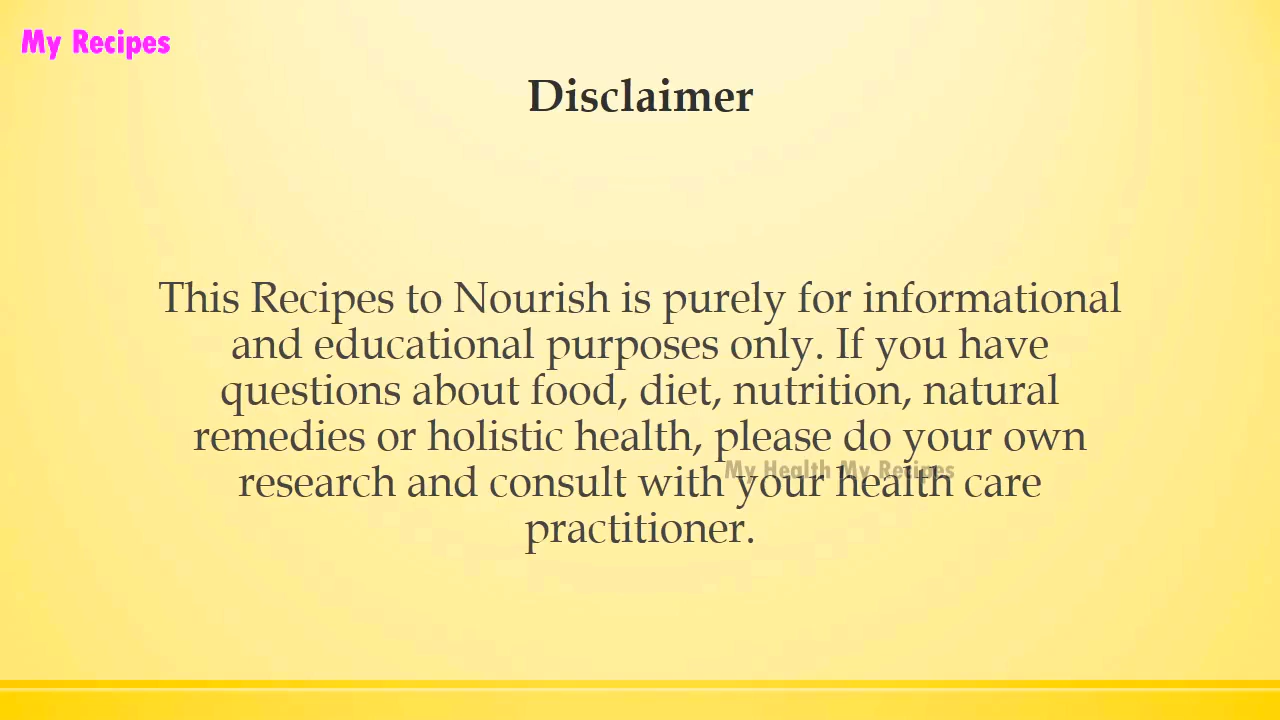 My Recipes
Disclaimer
This Recipes to Nourish is purely for informational
and educational purposes only. If you have
questions about food, diet, nutrition, natural
remedies or holistic health, please do your own
My Health My Recipes
research and consult with your health care
practitioner.